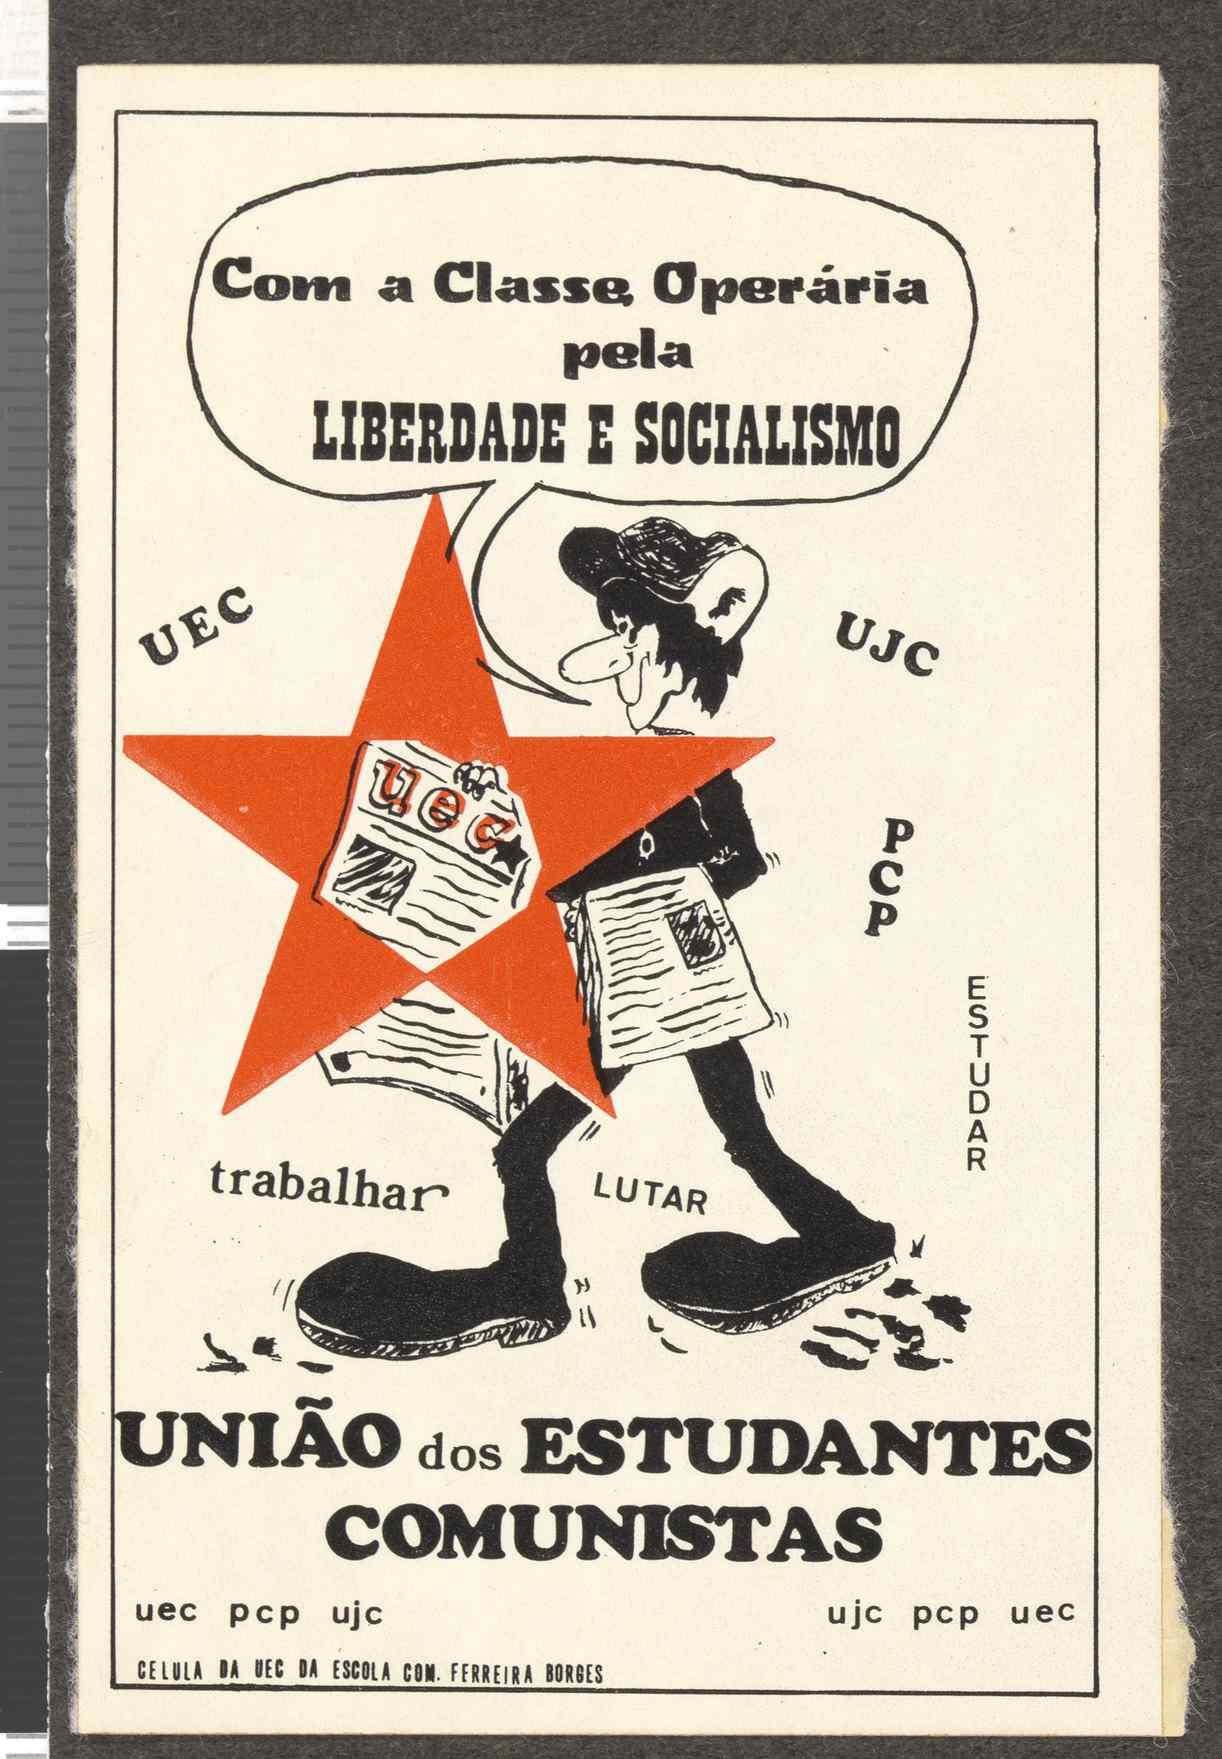 Com a Classe Operária
pela
LIBERDADE E SOCIALISMO
UEC
UJC
uec
PCP
ESTUDAR
trabalhar
LUTAR
UNIÃO dos ESTUDANTES
COMUNISTAS
uec pcp ujc
ujc pcp uec
CELULA DA UEC DA ESCOLA COM. FERREIRA BORGES